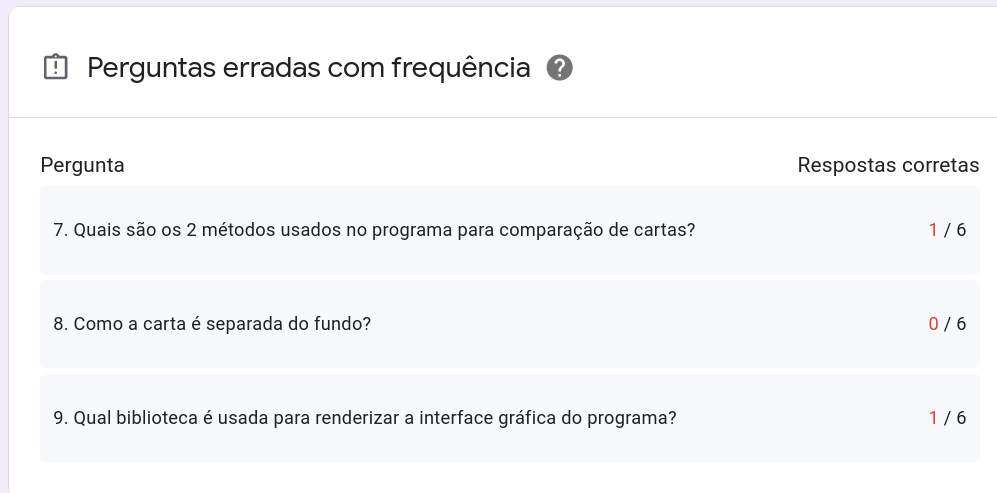 Perguntas erradas com frequência
Pergunta Respostas corretas
7. Quais são os 2 métodos usados no programa para comparação de cartas? 1 / 6
8. Como a carta é separada do fundo? 0 / 6
9. Qual biblioteca é usada para renderizar a interface gráfica do programa? 1 / 6